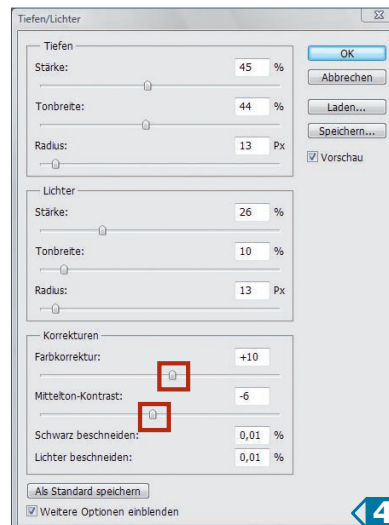 Tiefen/Lichter
Tiefen
Stärke: 45 %
Tonbreite: 44 %
Radius: 13 Px
Lichter
Stärke: 26 %
Tonbreite: 10 %
Radius: 13 Px
Korrekturen
Farbkorrektur: +10
Mittelton-Kontrast: -6
Schwarz beschneiden: 0,01 %
Lichter beschneiden: 0,01 %
Als Standard speichern
Weitere Optionen einblenden
OK
Abbrechen
Laden...
Speichern...
Vorschau
4